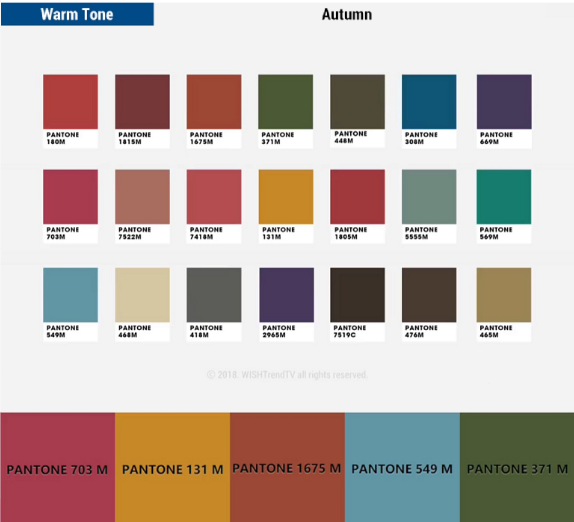 Warm Tone
Autumn
PANTONE
180M
PANTONE
1815M
PANTONE
1675M
PANTONE
371M
PANTONE
448M
PANTONE
308M
PANTONE
669M
PANTONE
703M
PANTONE
7522M
PANTONE
7418M
PANTONE
131M
PANTONE
1805M
PANTONE
5555M
PANTONE
569M
PANTONE
549M
PANTONE
468M
PANTONE
418M
PANTONE
2965M
PANTONE
7519C
PANTONE
476M
PANTONE
465M
© 2018. WISHTrendTV all rights reserved.
PANTONE 703 M
PANTONE 131 M
PANTONE 1675 M
PANTONE 549 M
PANTONE 371 M